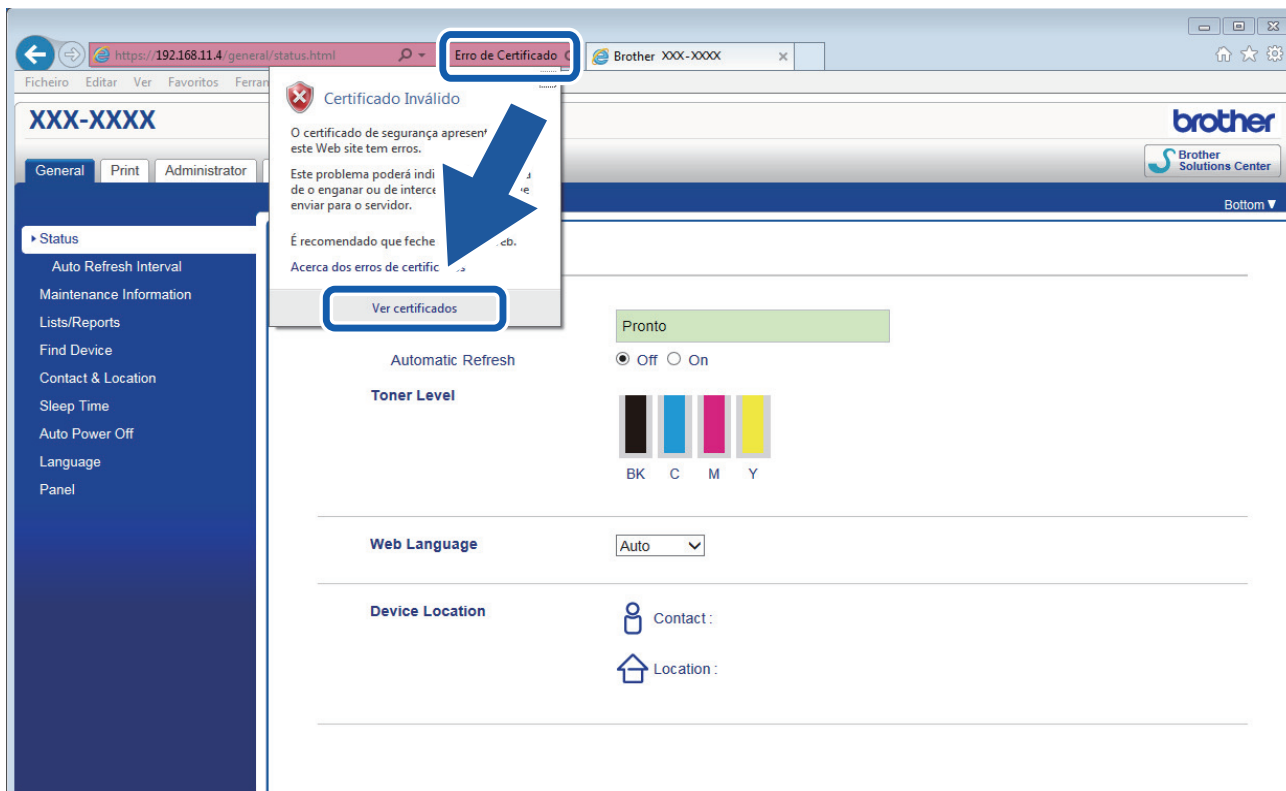 https://192.168.11.4/general/status.html
Erro de Certificado
Brother XXX-XXXX
Ficheiro Editar Ver Favoritos
Certificado Inválido
O certificado de segurança
este Web site tem erros.
Este problema poderá
de o enganar ou de
enviar para o servidor.
É recomendado que feche
Acerca dos erros de
Ver certificados
XXX-XXXX
brother
General Print Administrator
Brother
Solutions Center
Bottom▼
Status
Auto Refresh Interval
Maintenance Information
Lists/Reports
Find Device
Contact & Location
Sleep Time
Auto Power Off
Language
Panel
Pronto
Automatic Refresh Off On
Toner Level
BK C M Y
Web Language Auto
Device Location Contact :
Location :